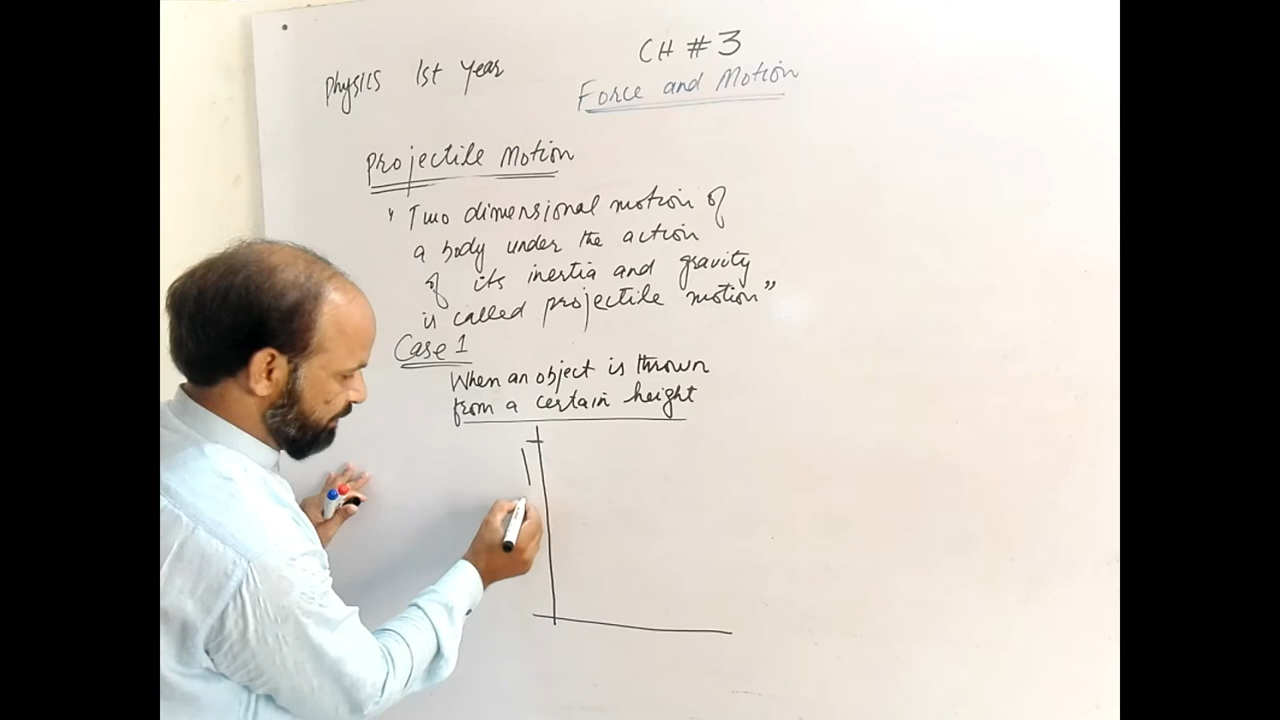 Physics 1st Year
CH # 3
Force and Motion
Projectile Motion
"Two dimensional motion of
a body under the action
of its inertia and gravity
is called projectile motion"
Case 1
When an object is thrown
from a certain height